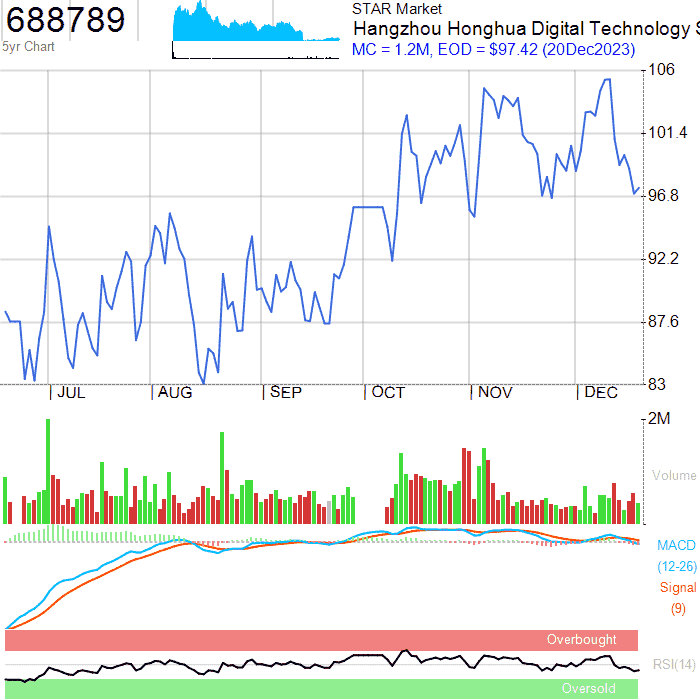 688789
5yr Chart
STAR Market
Hangzhou Honghua Digital Technology S
MC = 1.2M, EOD = $97.42 (20Dec2023)
106
101.4
96.8
92.2
87.6
83
JUL AUG SEP OCT NOV DEC
2M
Volume
MACD
(12-26)
Signal
(9)
Overbought
RSI(14)
Oversold